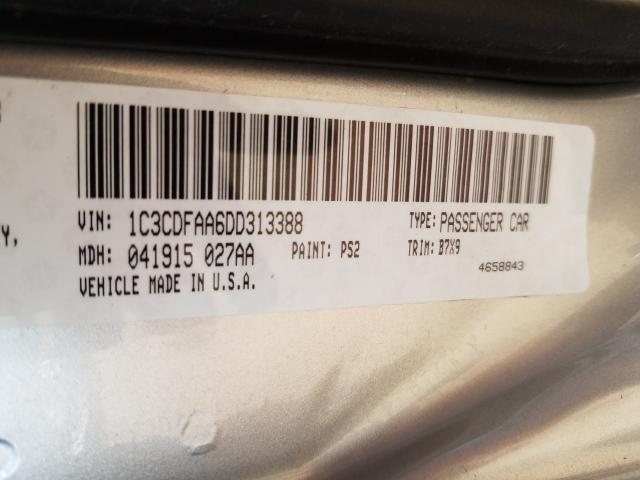 VIN: 1C3CDFAA6DD313388 TYPE: PASSENGER CAR
MDH: 041915 027AA PAINT: PS2 TRIM: B7X9
VEHICLE MADE IN U.S.A. 4658843
Y,